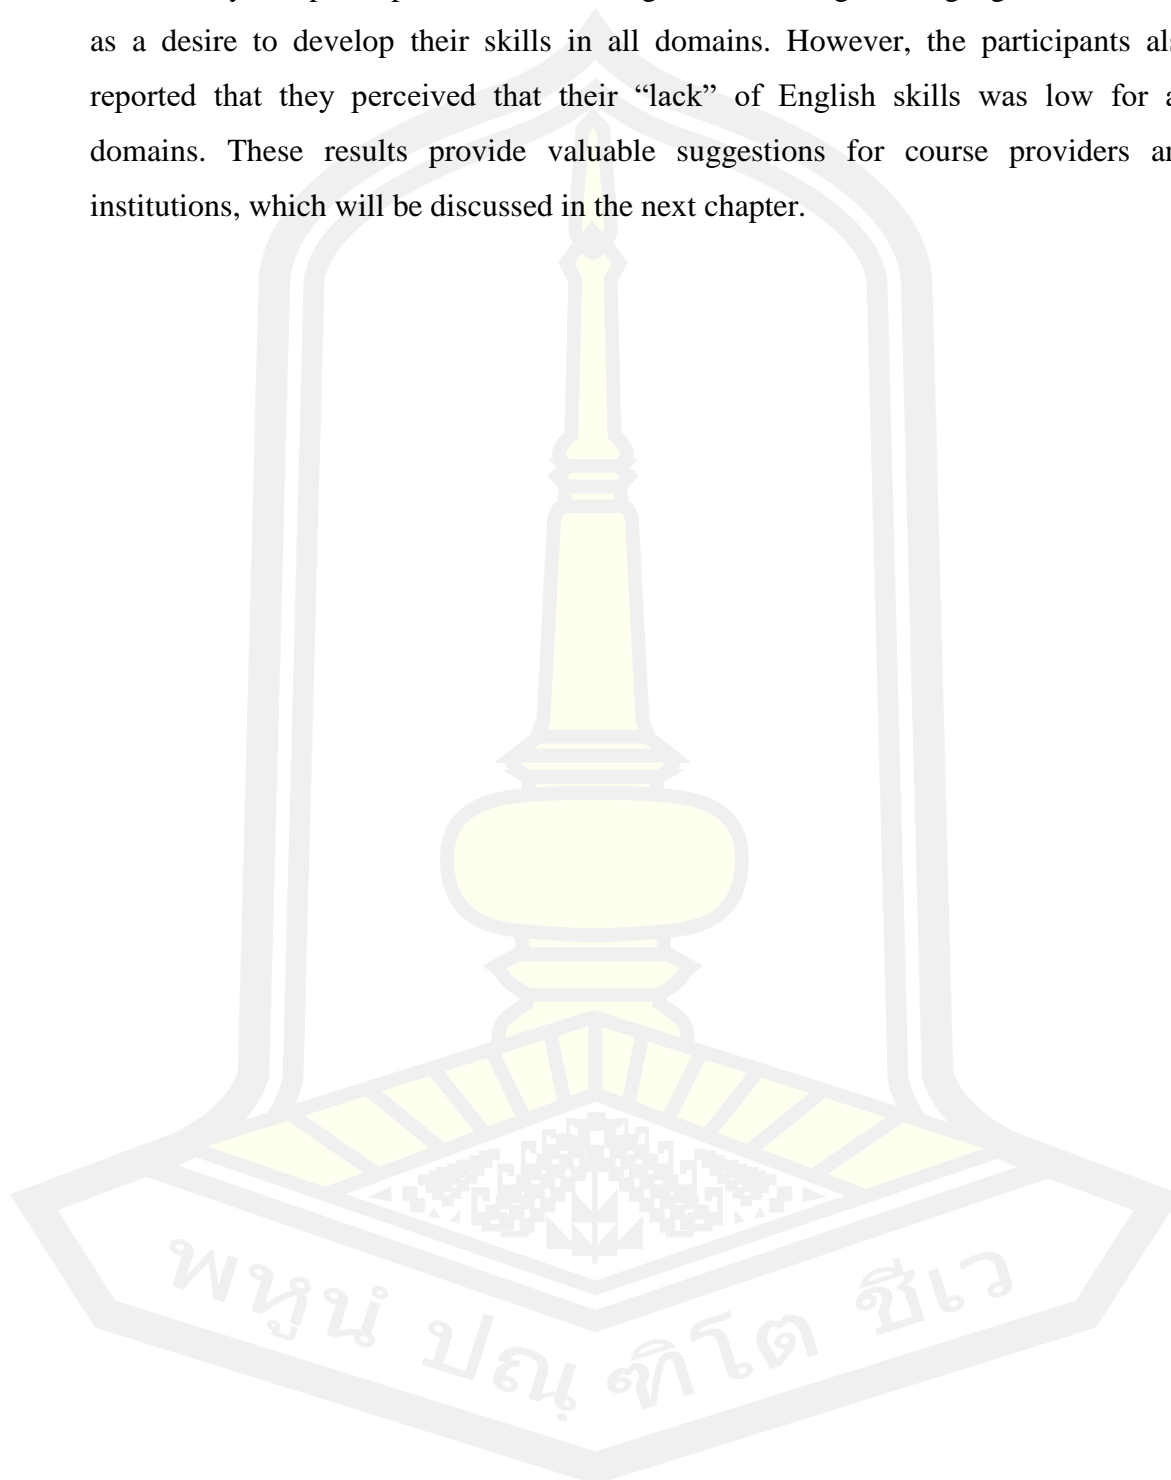 as a desire to develop their skills in all domains. However, the participants
reported that they perceived that their “lack” of English skills was low for
domains. These results provide valuable suggestions for course providers
institutions, which will be discussed in the next chapter.
พหูนํ ปณฺฑิโต ชีเว